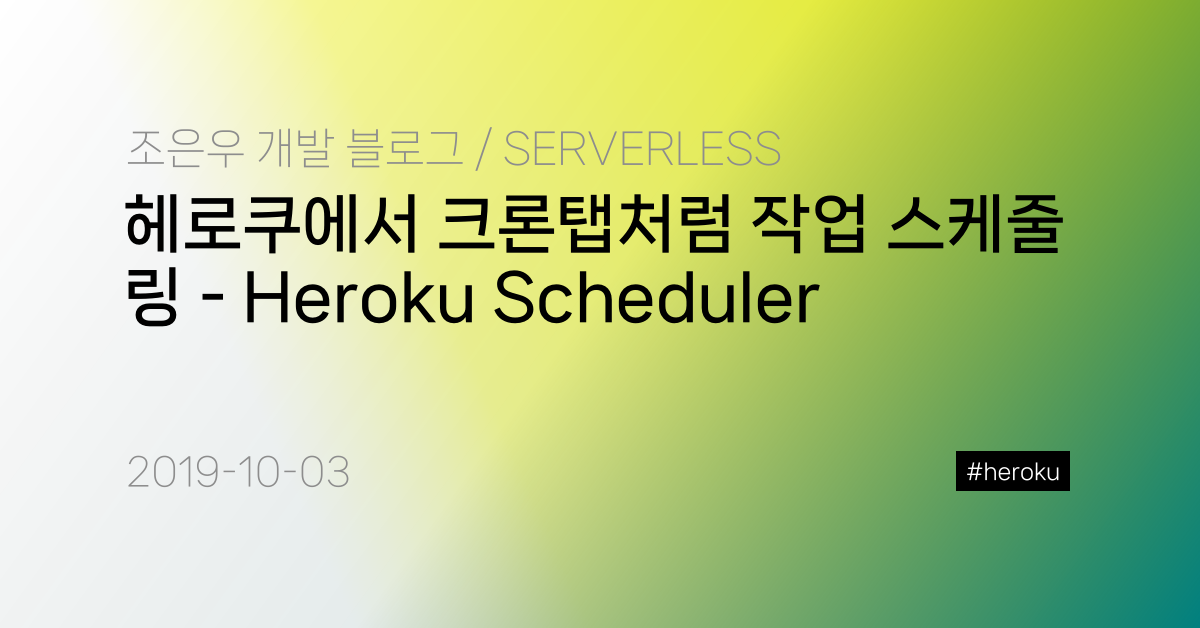 조은우 개발 블로그 / SERVERLESS
헤로쿠에서 크론탭처럼 작업 스케줄
링 - Heroku Scheduler
2019-10-03
#heroku